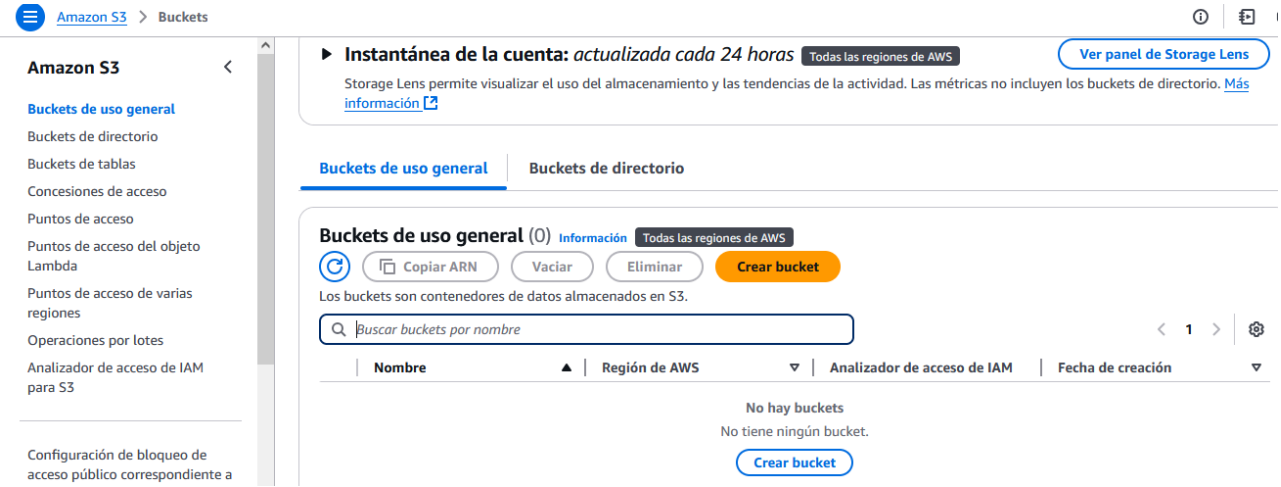 Amazon S3 > Buckets
Amazon S3
Buckets de uso general
Buckets de directorio
Buckets de tablas
Concesiones de acceso
Puntos de acceso
Puntos de acceso del objeto
Lambda
Puntos de acceso de varias
regiones
Operaciones por lotes
Analizador de acceso de IAM
para S3
Configuración de bloqueo de
acceso público correspondiente a
Instantánea de la cuenta: actualizada cada 24 horas Todas las regiones de AWS
Ver panel de Storage Lens
Storage Lens permite visualizar el uso del almacenamiento y las tendencias de la actividad. Las métricas no incluyen los buckets de directorio. Más
información
Buckets de uso general Buckets de directorio
Buckets de uso general (0) Información Todas las regiones de AWS
Copiar ARN Vaciar Eliminar Crear bucket
Los buckets son contenedores de datos almacenados en S3.
Buscar buckets por nombre
1
Nombre Región de AWS Analizador de acceso de IAM Fecha de creación
No hay buckets
No tiene ningún bucket.
Crear bucket